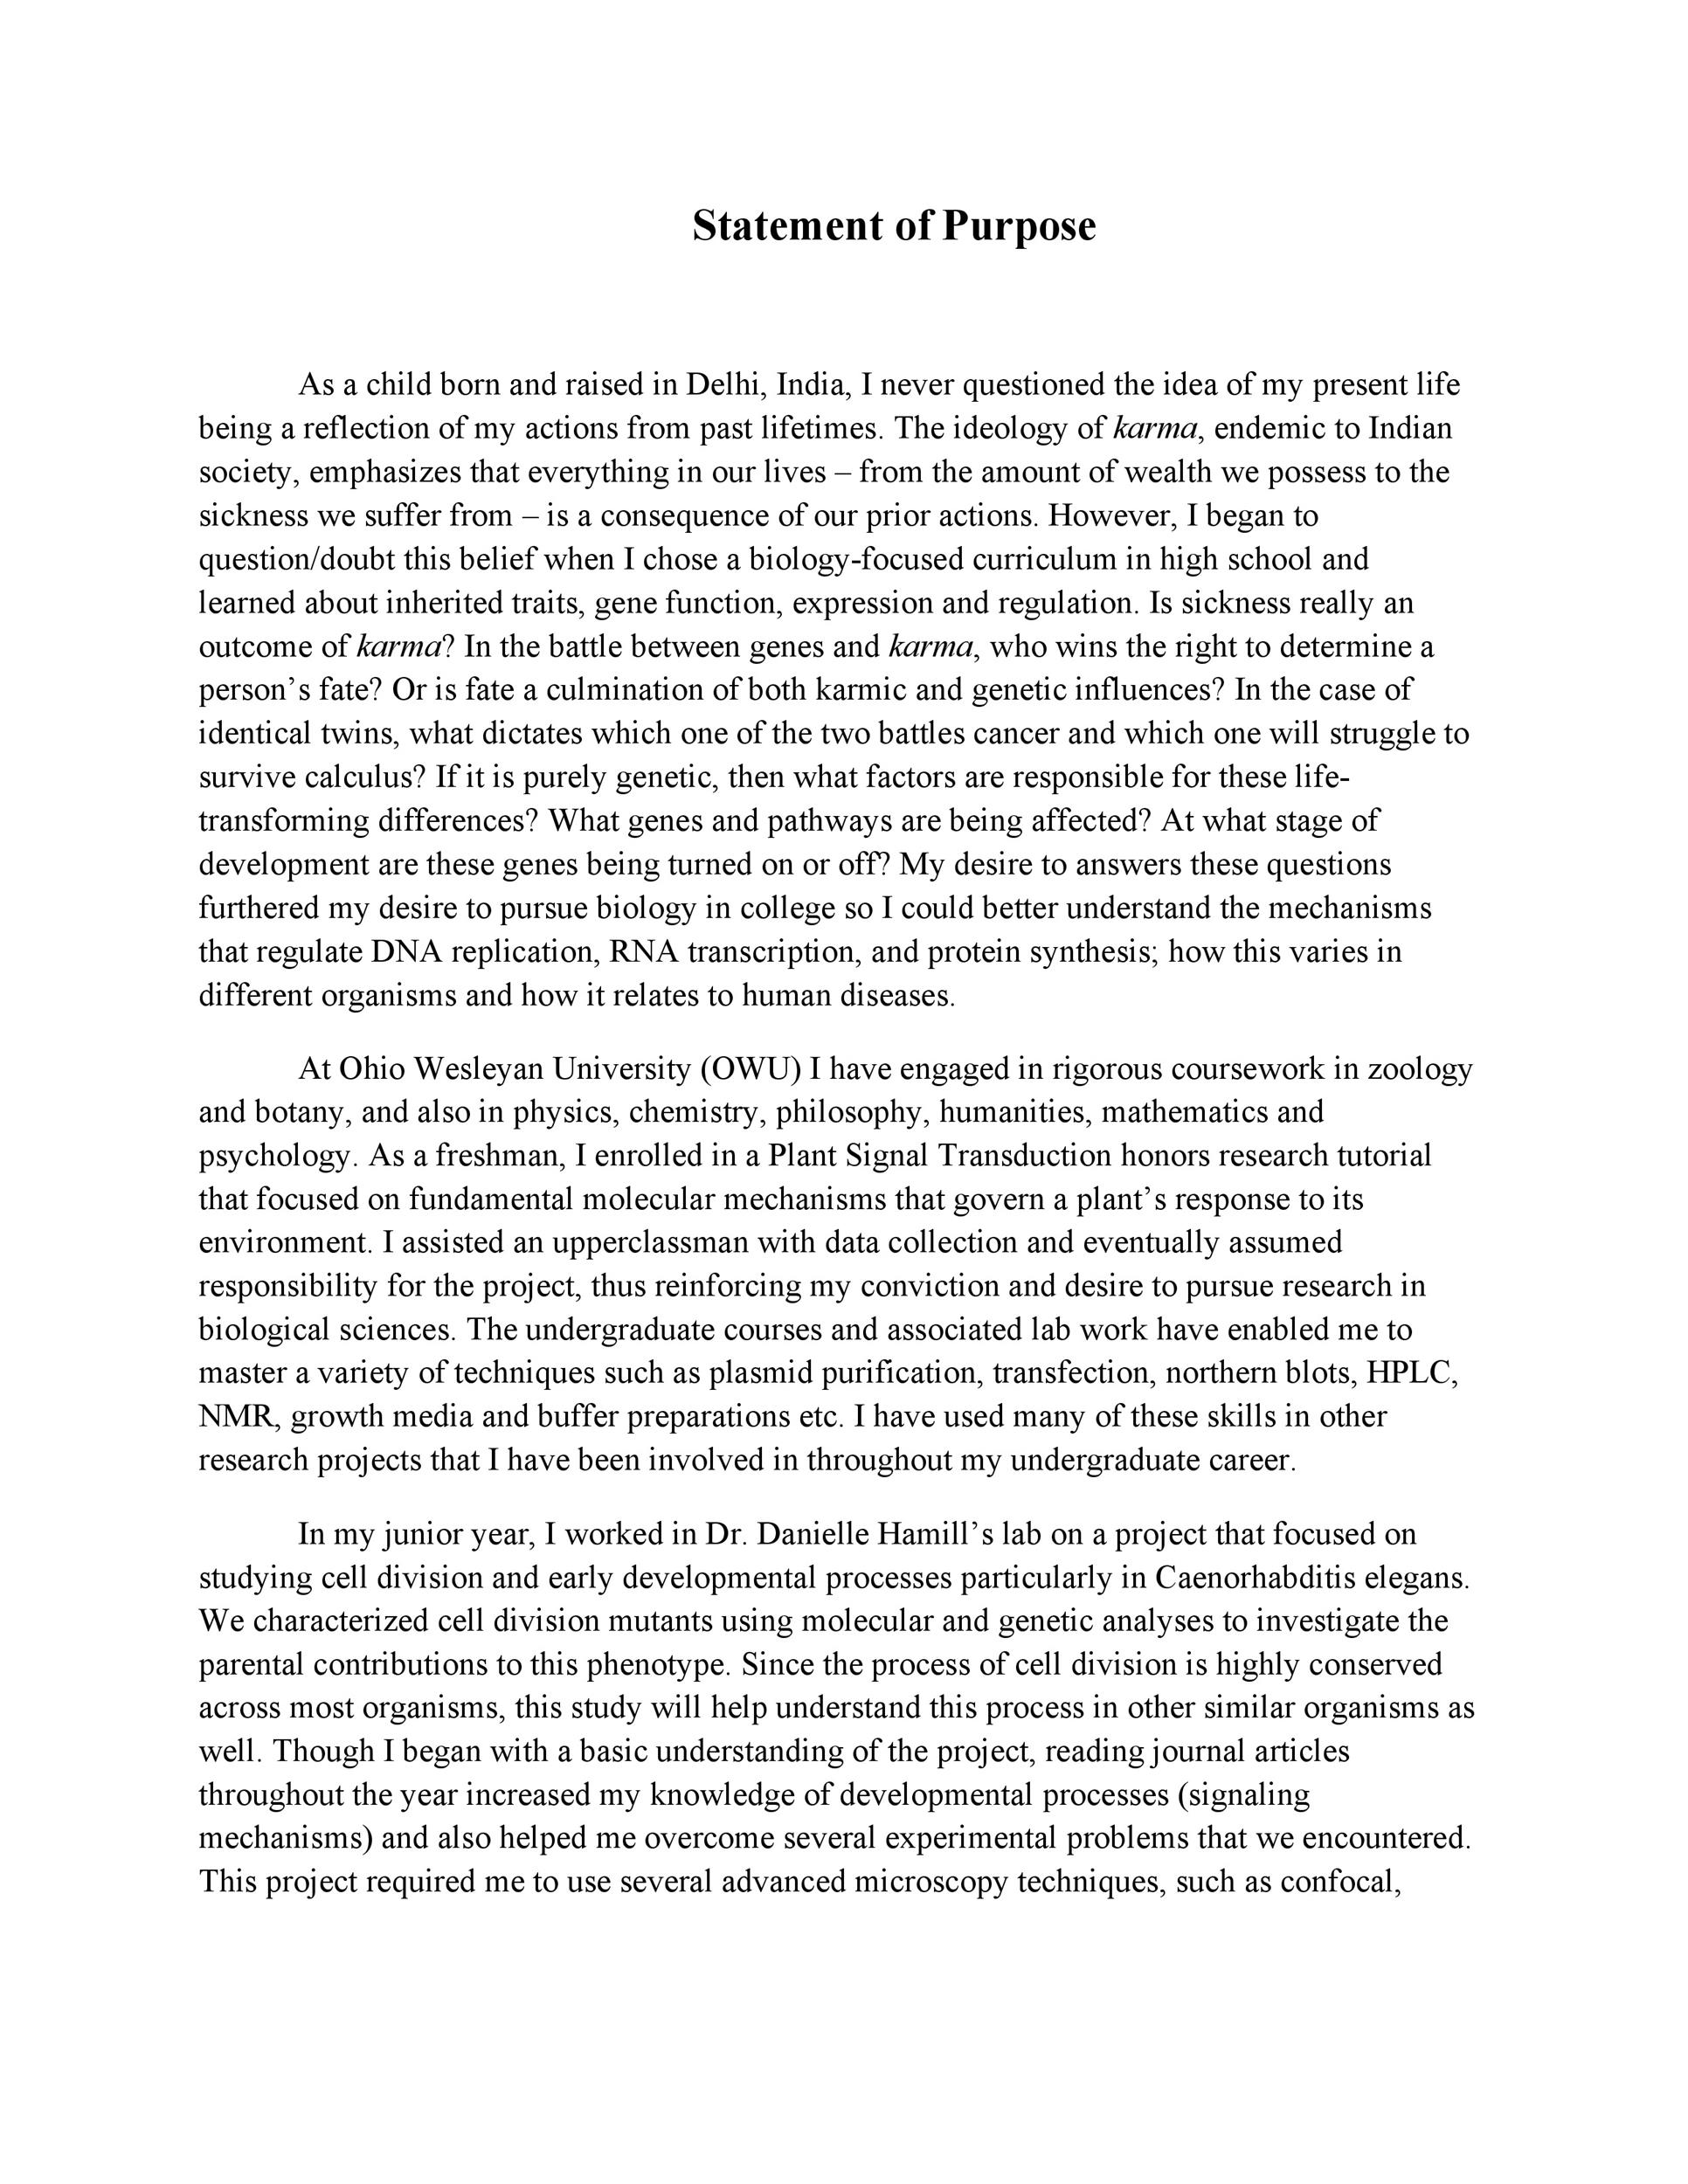 Statement of Purpose
As a child born and raised in Delhi, India, I never questioned the idea of my present life
being a reflection of my actions from past lifetimes. The ideology of karma, endemic to Indian
society, emphasizes that everything in our lives – from the amount of wealth we possess to the
sickness we suffer from – is a consequence of our prior actions. However, I began to
question/doubt this belief when I chose a biology-focused curriculum in high school and
learned about inherited traits, gene function, expression and regulation. Is sickness really an
outcome of karma? In the battle between genes and karma, who wins the right to determine a
person’s fate? Or is fate a culmination of both karmic and genetic influences? In the case of
identical twins, what dictates which one of the two battles cancer and which one will struggle to
survive calculus? If it is purely genetic, then what factors are responsible for these life-
transforming differences? What genes and pathways are being affected? At what stage of
development are these genes being turned on or off? My desire to answers these questions
furthered my desire to pursue biology in college so I could better understand the mechanisms
that regulate DNA replication, RNA transcription, and protein synthesis; how this varies in
different organisms and how it relates to human diseases.
At Ohio Wesleyan University (OWU) I have engaged in rigorous coursework in zoology
and botany, and also in physics, chemistry, philosophy, humanities, mathematics and
psychology. As a freshman, I enrolled in a Plant Signal Transduction honors research tutorial
that focused on fundamental molecular mechanisms that govern a plant’s response to its
environment. I assisted an upperclassman with data collection and eventually assumed
responsibility for the project, thus reinforcing my conviction and desire to pursue research in
biological sciences. The undergraduate courses and associated lab work have enabled me to
master a variety of techniques such as plasmid purification, transfection, northern blots, HPLC,
NMR, growth media and buffer preparations etc. I have used many of these skills in other
research projects that I have been involved in throughout my undergraduate career.
In my junior year, I worked in Dr. Danielle Hamill’s lab on a project that focused on
studying cell division and early developmental processes particularly in Caenorhabditis elegans.
We characterized cell division mutants using molecular and genetic analyses to investigate the
parental contributions to this phenotype. Since the process of cell division is highly conserved
across most organisms, this study will help understand this process in other similar organisms as
well. Though I began with a basic understanding of the project, reading journal articles
throughout the year increased my knowledge of developmental processes (signaling
mechanisms) and also helped me overcome several experimental problems that we encountered.
This project required me to use several advanced microscopy techniques, such as confocal,